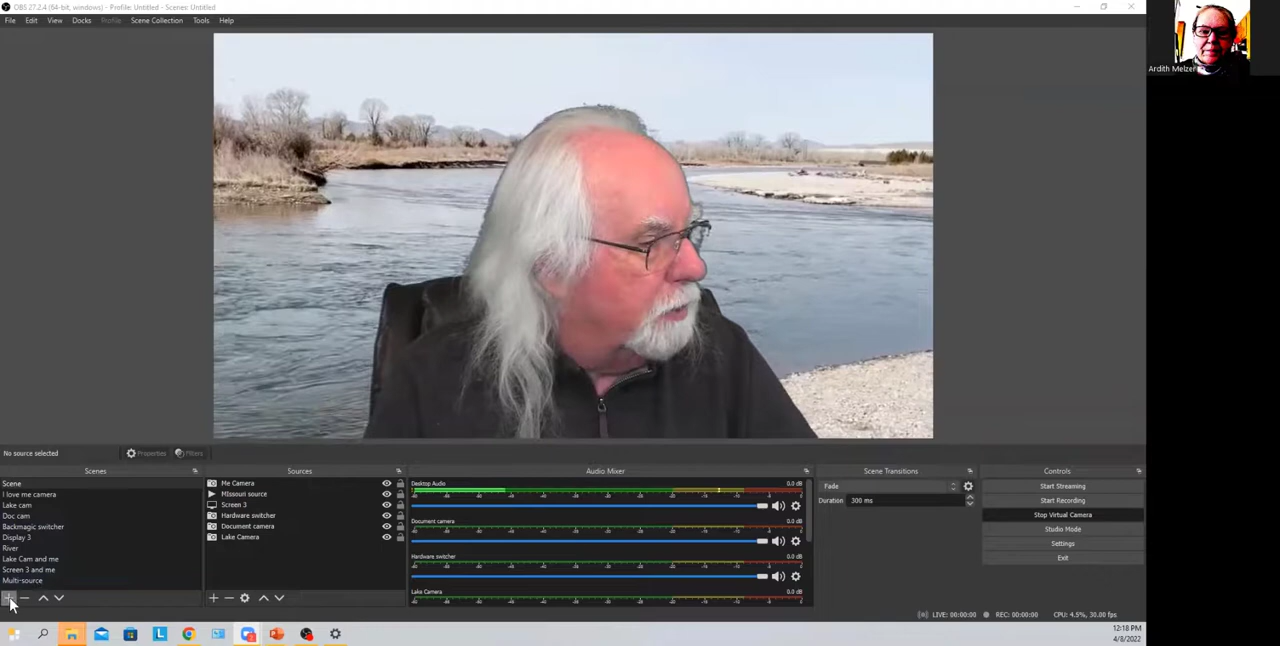 OBS 27.2.4 (64-bit, windows) - Profile: Untitled - Scenes: Untitled
File Edit View Docks Profile Scene Collection Tools Help
Ardith Melzer
No source selected Properties Filters
Scenes
Scene
I love me camera
Lake cam
Doc cam
Backmagic switcher
Display 3
River
Lake Cam and me
Screen 3 and me
Multi-source
Sources
Me Camera
MIssouri source
Screen 3
Hardware switcher
Document camera
Lake Camera
Audio Mixer
Desktop Audio 0.0 dB
Document camera 0.0 dB
Hardware switcher 0.0 dB
Lake Camera 0.0 dB
Scene Transitions
Fade
Duration 300 ms
Controls
Start Streaming
Start Recording
Stop Virtual Camera
Studio Mode
Settings
Exit
LIVE: 00:00:00 REC: 00:00:00 CPU: 4.5%, 30.00 fps
12:18 PM
4/8/2022